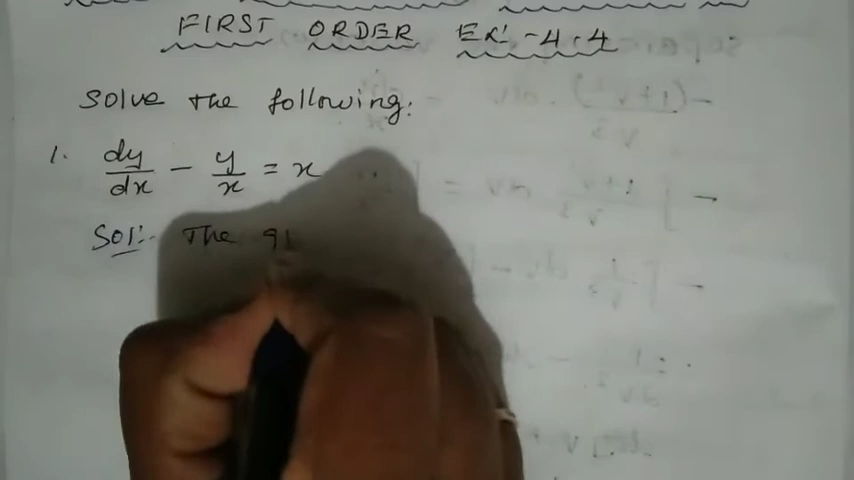 FIRST ORDER EX:-4.4
Solve the following:
1. dy/dx - y/x = x
Sol:- The